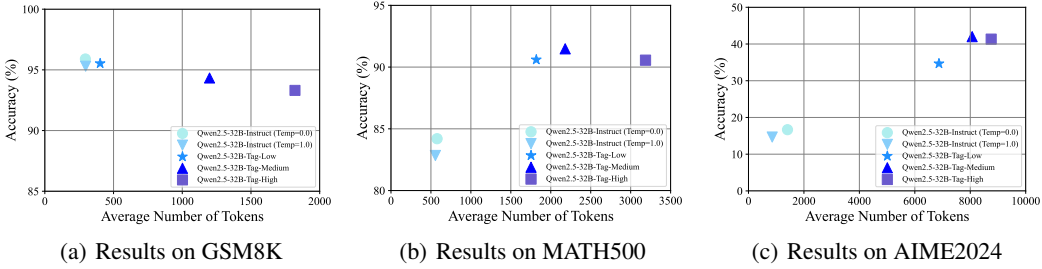 100
95
90
85
0
500
1000
1500
2000
Accuracy (%)
Average Number of Tokens
Qwen2.5-32B-Instruct (Temp=0.0)
Qwen2.5-32B-Instruct (Temp=1.0)
Qwen2.5-32B-Tag-Low
Qwen2.5-32B-Tag-Medium
Qwen2.5-32B-Tag-High
(a) Results on GSM8K
95
90
85
80
0
500
1000
1500
2000
2500
3000
3500
Accuracy (%)
Average Number of Tokens
Qwen2.5-32B-Instruct (Temp=0.0)
Qwen2.5-32B-Instruct (Temp=1.0)
Qwen2.5-32B-Tag-Low
Qwen2.5-32B-Tag-Medium
Qwen2.5-32B-Tag-High
(b) Results on MATH500
50
40
30
20
10
0
0
2000
4000
6000
8000
10000
Accuracy (%)
Average Number of Tokens
Qwen2.5-32B-Instruct (Temp=0.0)
Qwen2.5-32B-Instruct (Temp=1.0)
Qwen2.5-32B-Tag-Low
Qwen2.5-32B-Tag-Medium
Qwen2.5-32B-Tag-High
(c) Results on AIME2024